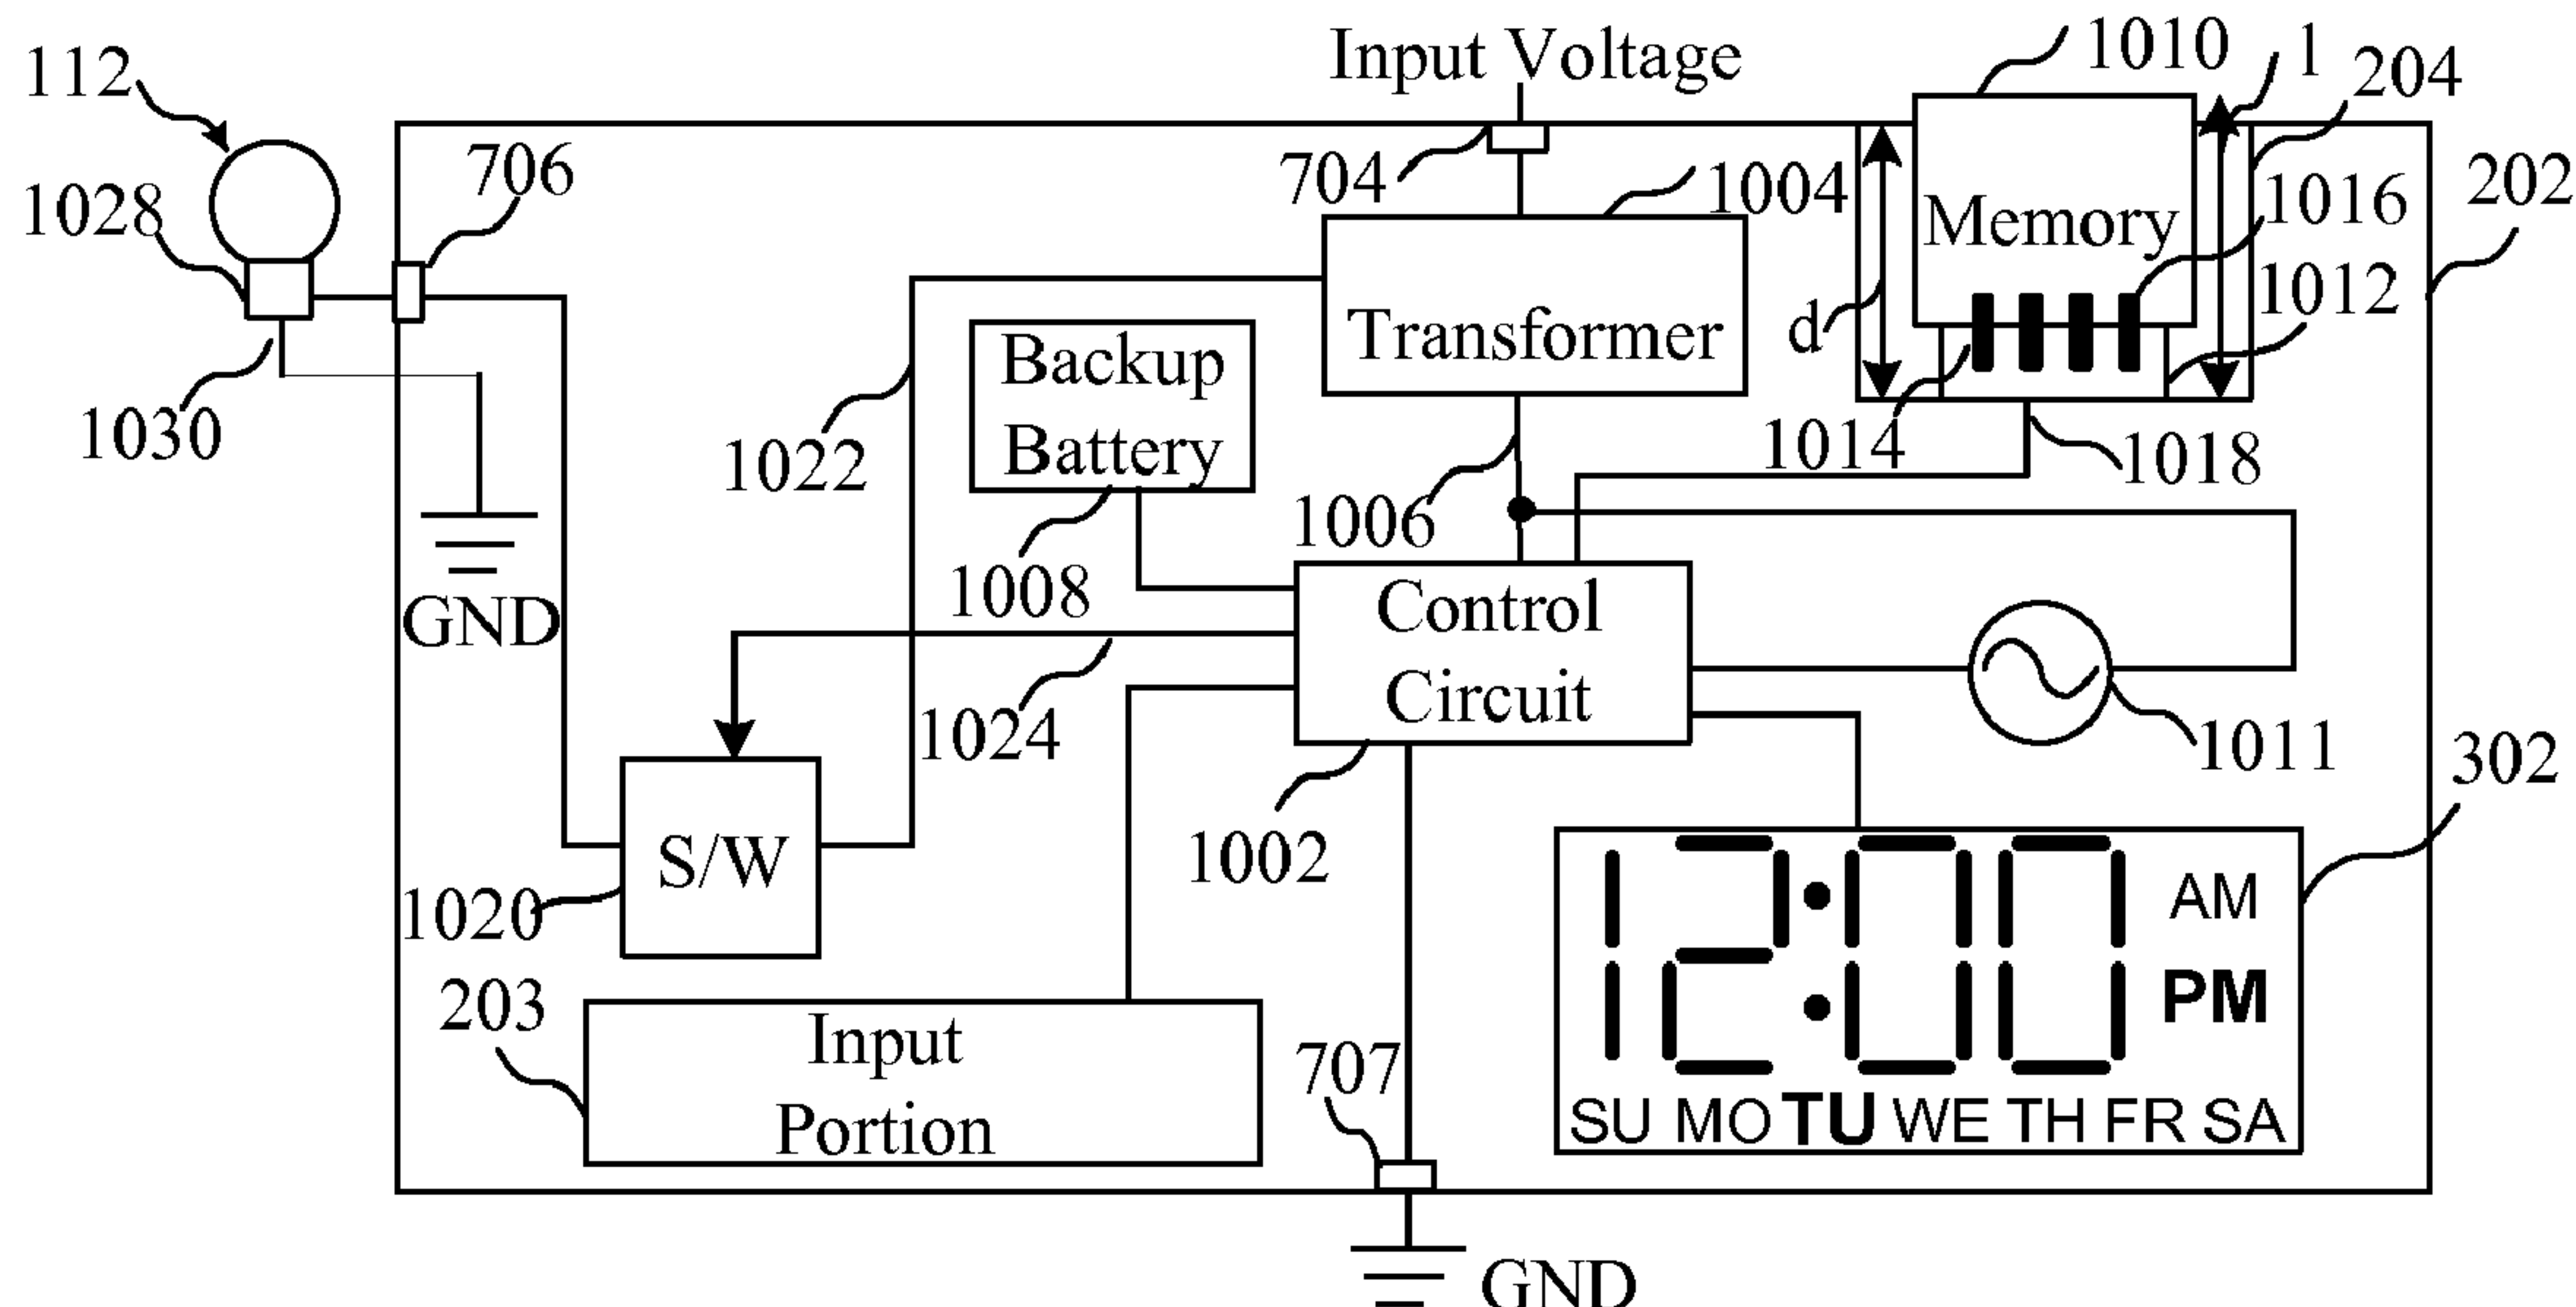 Input Voltage
1010
1
204
112
706
704
1004
202
1028
Memory
1016
1012
Transformer
d
Backup
Battery
1030
1022
1014
1018
1006
1008
Control
Circuit
GND
1024
1011
302
S/W
1002
1020
12:00
AM
PM
203
Input
Portion
707
SU MO TU WE TH FR SA
GND